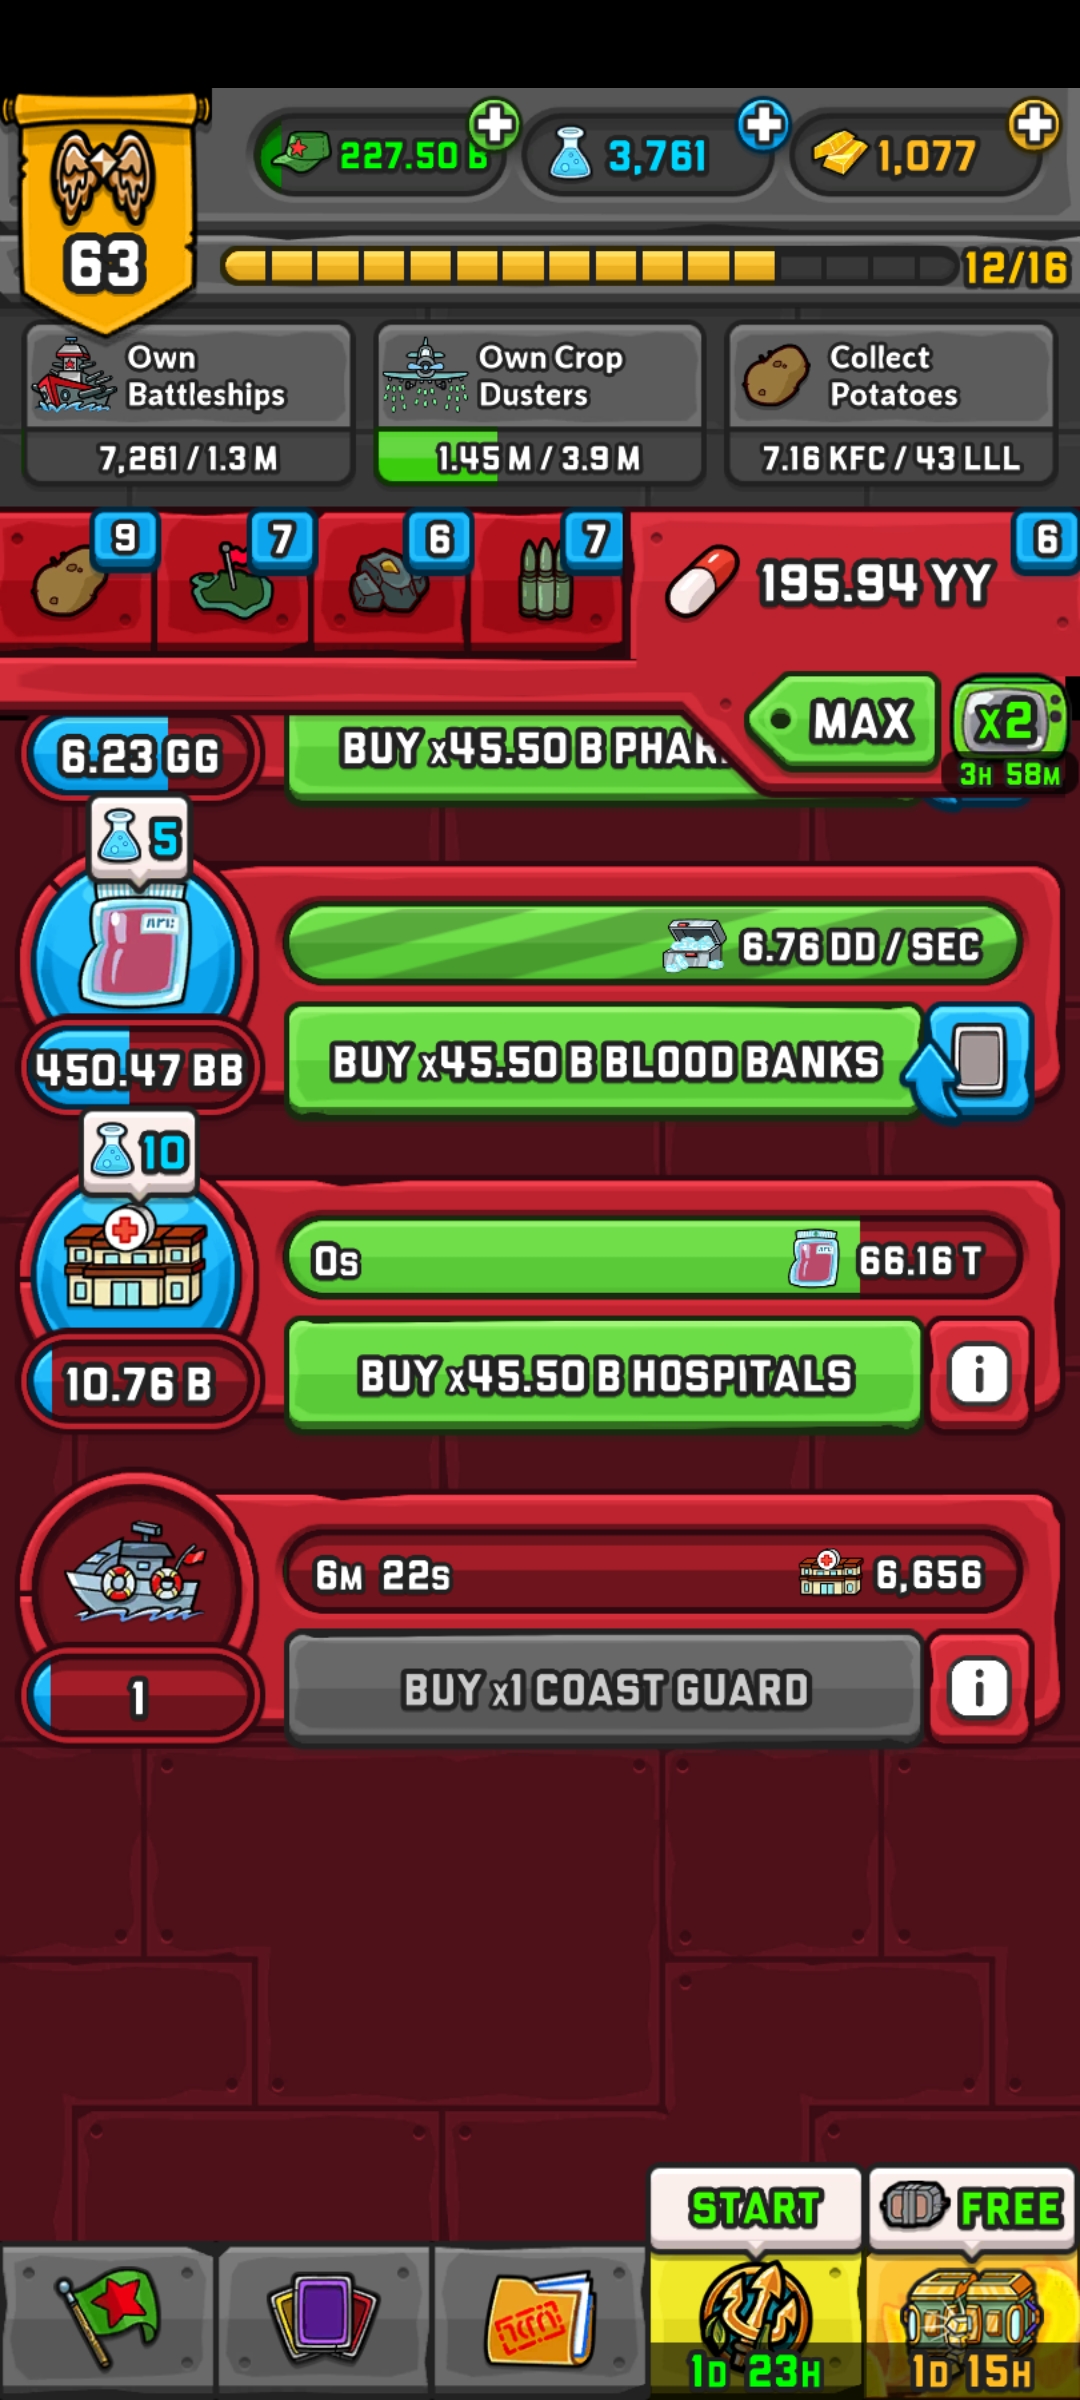 227.50 B
3,761
1,077
63
12/16
Own
Battleships
7,261 / 1.3 M
Own Crop
Dusters
1.45 M / 3.9 M
Collect
Potatoes
7.16 KFC / 43 LLL
9
7
6
7
195.94 YY
6
MAX
x2
3H 58M
6.23 GG
BUY x45.50 B
5
6.76 DD / SEC
450.47 BB
BUY x45.50 B BLOOD BANKS
10
0s
66.16 T
10.76 B
BUY x45.50 B HOSPITALS
i
6M 22s
6,656
1
BUY x1 COAST GUARD
i
START
FREE
1D 23H
1D 15H